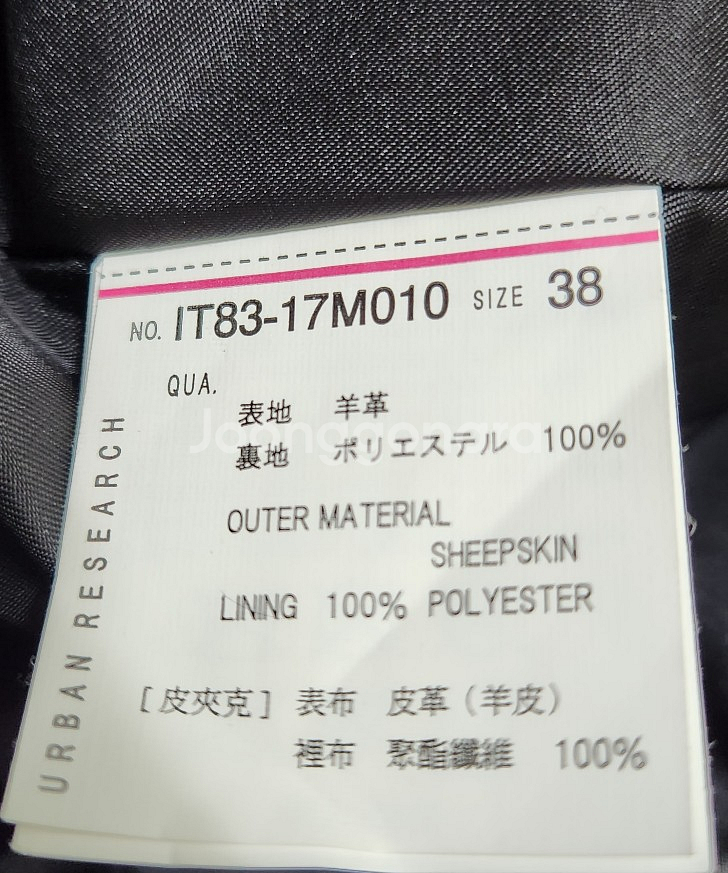 NO. IT83-17M010 SIZE 38
QUA.
表地 羊革
裏地 ポリエステル 100%
OUTER MATERIAL
SHEEPSKIN
LINING 100% POLYESTER
[皮夾克] 表布 皮革(羊皮)
裡布 聚酯纖維 100%
URBAN RESEARCH
Joonggonara